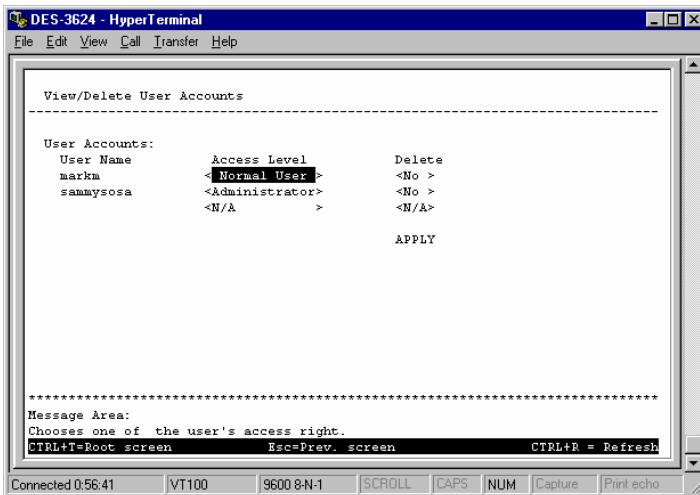 DES-3624 - HyperTerminal
File Edit View Call Transfer Help
View/Delete User Accounts
--------------------------------------------------------------------------------
User Accounts:
User Name Access Level Delete
markm < Normal User > <No >
sammysosa <Administrator> <No >
<N/A > <N/A>
APPLY
********************************************************************************
Message Area:
Chooses one of the user's access right.
CTRL+T=Root screen Esc=Prev. screen CTRL+R = Refresh
Connected 0:56:41 VT100 9600 8-N-1 SCROLL CAPS NUM Capture Print echo